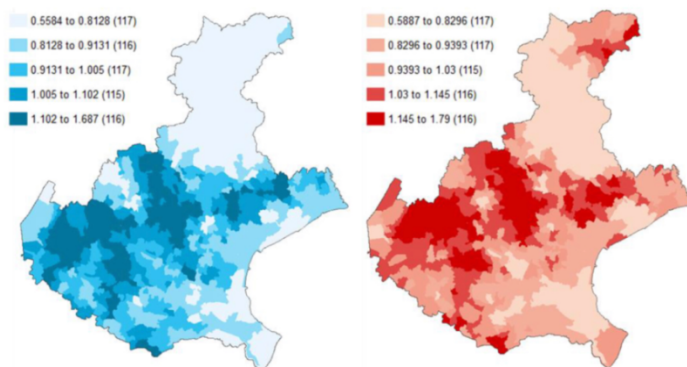 0.5584 to 0.8128 (117)
0.8128 to 0.9131 (116)
0.9131 to 1.005 (117)
1.005 to 1.102 (115)
1.102 to 1.687 (116)
0.5887 to 0.8296 (117)
0.8296 to 0.9393 (117)
0.9393 to 1.03 (115)
1.03 to 1.145 (116)
1.145 to 1.79 (116)